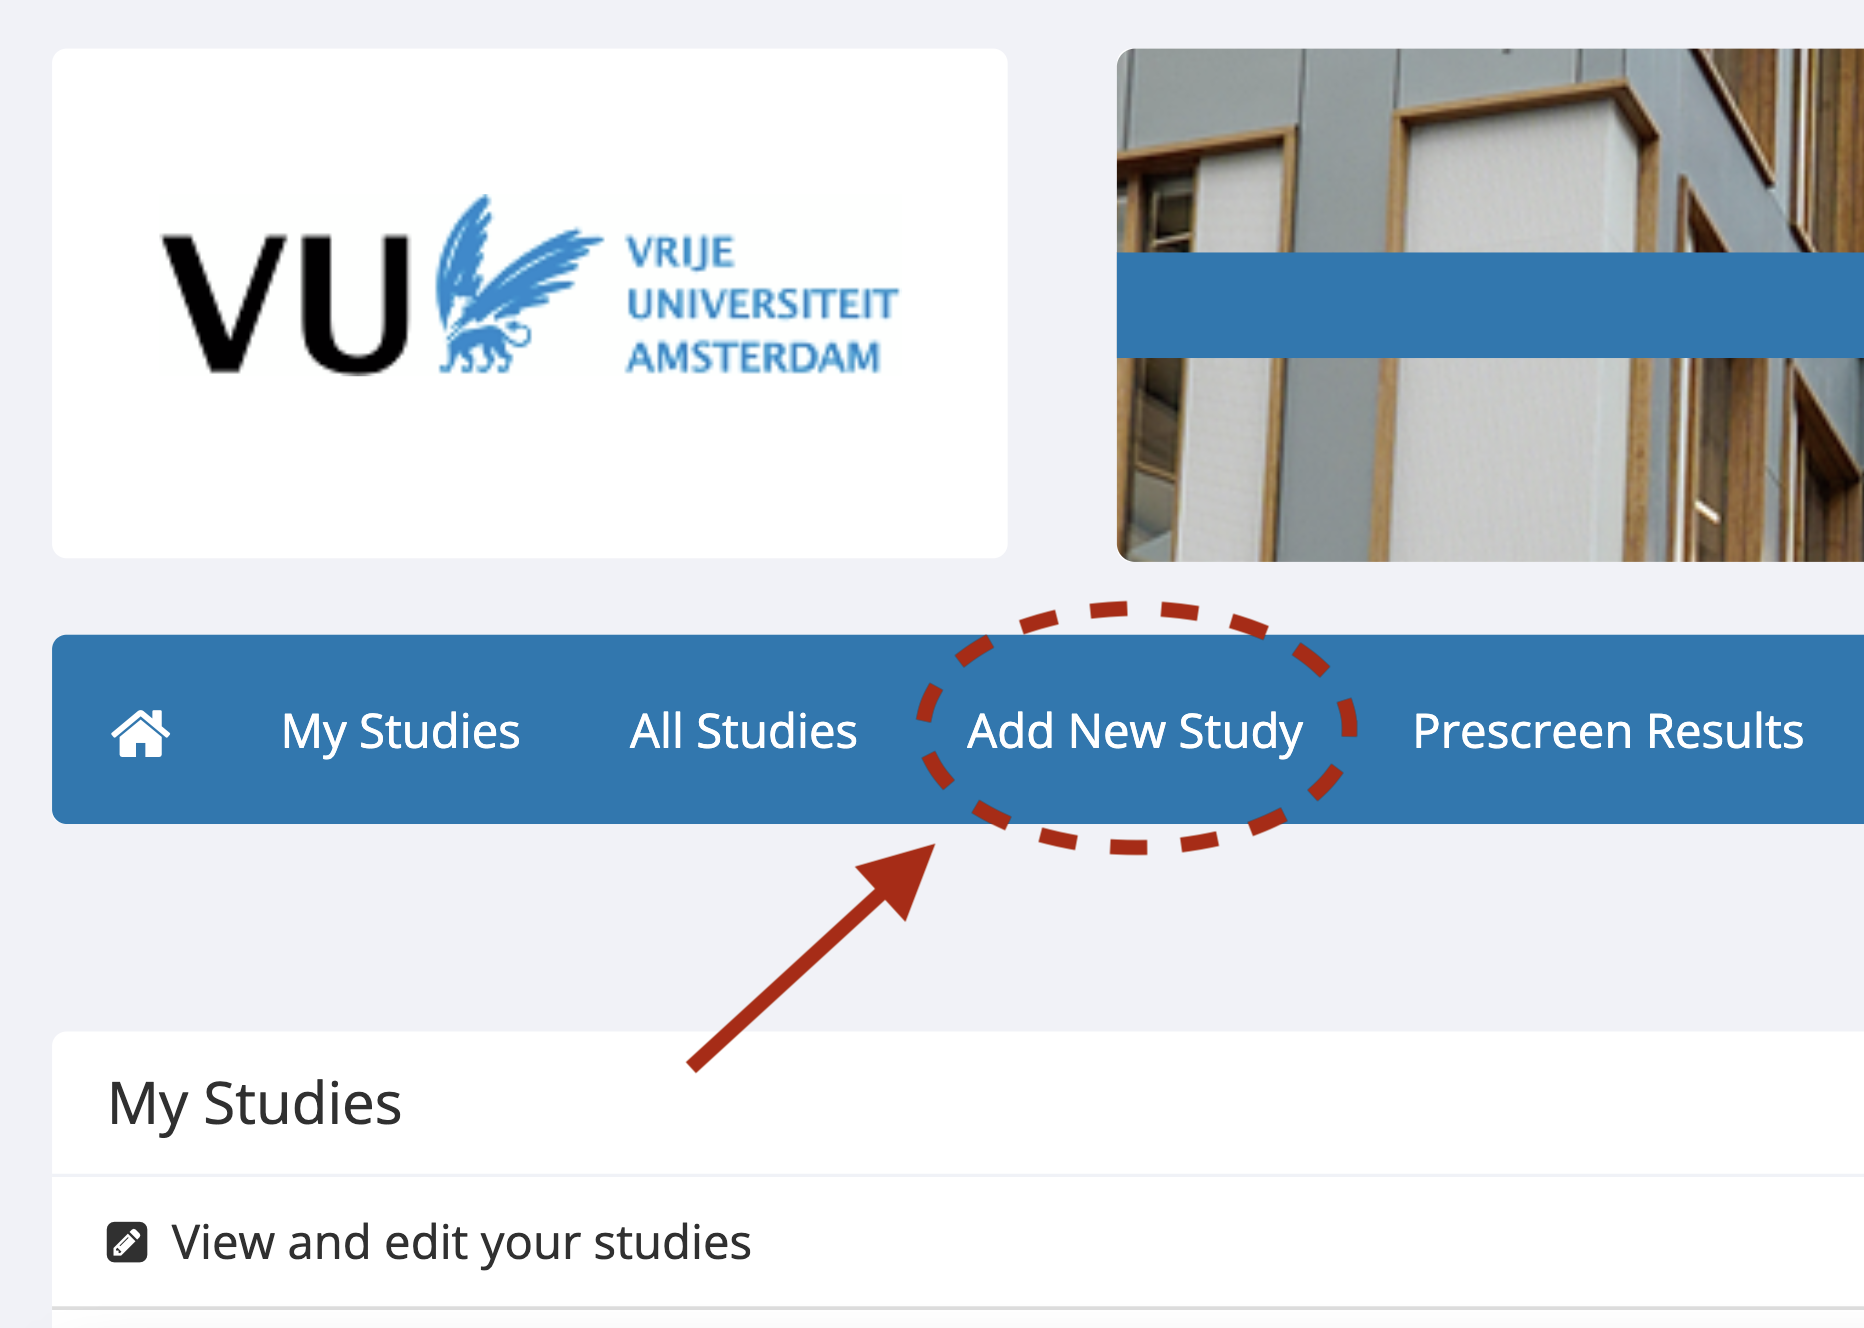 VU
VRIJE
UNIVERSITEIT
AMSTERDAM
My Studies All Studies Add New Study Prescreen Results
My Studies
View and edit your studies